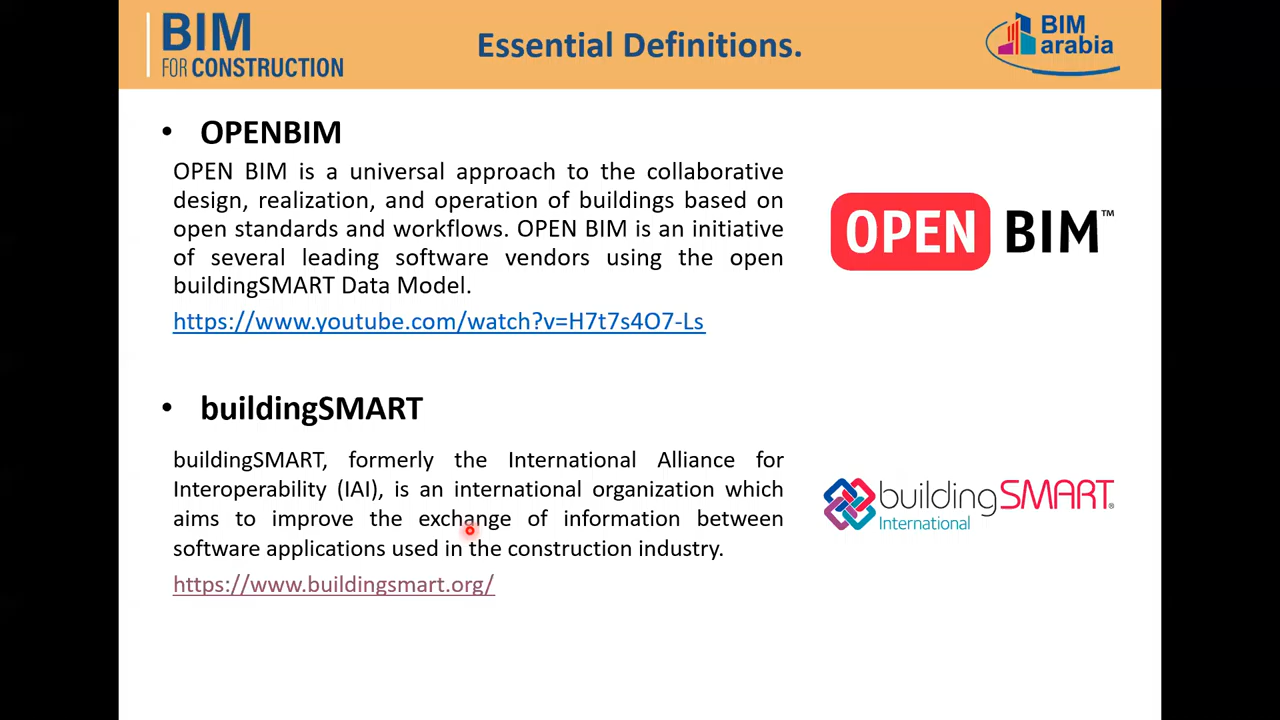 BIM
FOR CONSTRUCTION
Essential Definitions.
BIM
arabia
• OPENBIM
OPEN BIM is a universal approach to the collaborative
design, realization, and operation of buildings based on
open standards and workflows. OPEN BIM is an initiative
of several leading software vendors using the open
buildingSMART Data Model.
https://www.youtube.com/watch?v=H7t7s4O7-Ls
OPEN BIM™
• buildingSMART
buildingSMART, formerly the International Alliance for
Interoperability (IAI), is an international organization which
aims to improve the exchange of information between
software applications used in the construction industry.
https://www.buildingsmart.org/
buildingSMART®
International